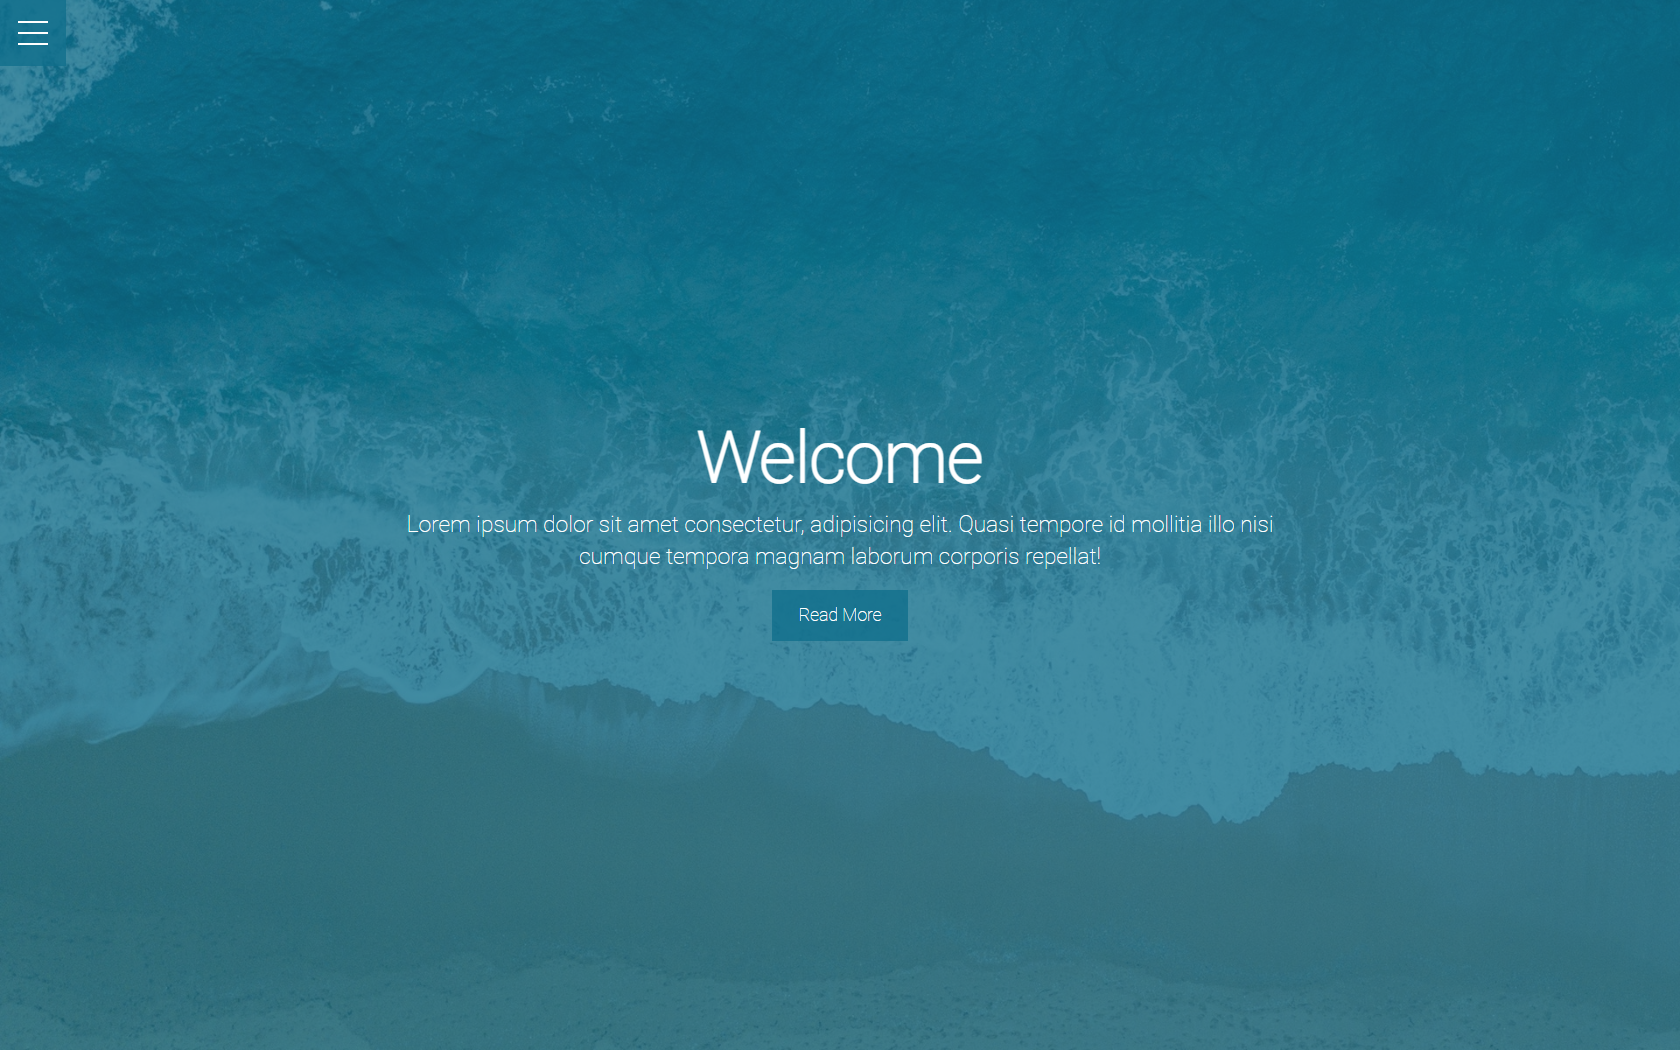 Welcome
Lorem ipsum dolor sit amet consectetur, adipisicing elit. Quasi tempore id mollitia illo nisi
cumque tempora magnam laborum corporis repellat!
Read More